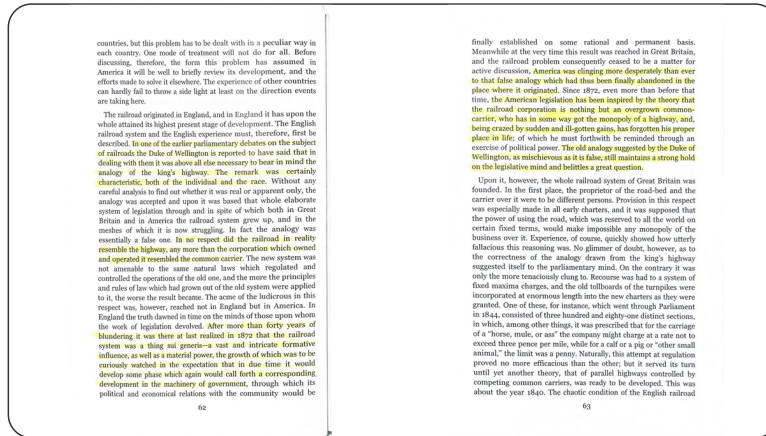 countries, but this problem has to be dealt with in a peculiar way in
each country. One mode of treatment will not do for all. Before
discussing, therefore, the form this problem has assumed in
America it will be well to briefly review its development, and the
efforts made to solve it elsewhere. The experience of other countries
can hardly fail to throw a side light at least on the direction events
are taking here.
The railroad originated in England, and in England it has upon the
whole attained its highest present stage of development. The English
railroad system and the English experience must, therefore, first be
described. In one of the earlier parliamentary debates on the subject
of railroads the Duke of Wellington is reported to have said that in
dealing with them it was above all else necessary to bear in mind the
analogy of the king's highway. The remark was certainly
characteristic, both of the individual and the race. Without any
careful analysis to find out whether it was real or apparent only, the
analogy was accepted and upon it was based that whole elaborate
system of legislation through and in spite of which both in Great
Britain and in America the railroad system grew up, and in the
meshes of which it is now struggling. In fact the analogy was
essentially a false one. In no respect did the railroad in reality
resemble the highway, any more than the corporation which owned
and operated it resembled the common carrier. The new system was
not amenable to the same natural laws which regulated and
controlled the operations of the old one, and the more the principles
and rules of law which had grown out of the old system were applied
to it, the worse the result became. The acme of the ludicrous in this
respect was, however, reached not in England but in America. In
England the truth dawned in time on the minds of those upon whom
the work of legislation devolved. After more than forty years of
blundering it was there at last realized in 1872 that the railroad
system was a thing sui generis—a vast and intricate formative
influence, as well as a material power, the growth of which was to be
curiously watched in the expectation that in due time it would
develop some phase which again would call forth a corresponding
development in the machinery of government, through which its
political and economical relations with the community would be
62
finally established on some rational and permanent basis.
Meanwhile at the very time this result was reached in Great Britain,
and the railroad problem consequently ceased to be a matter for
active discussion, America was clinging more desperately than ever
to that false analogy which had thus been finally abandoned in the
place where it originated. Since 1872, even more than before that
time, the American legislation has been inspired by the theory that
the railroad corporation is nothing but an overgrown common-
carrier, who has in some way got the monopoly of a highway, and,
being crazed by sudden and ill-gotten gains, has forgotten his proper
place in life; of which he must forthwith be reminded through an
exercise of political power. The old analogy suggested by the Duke of
Wellington, as mischievous as it is false, still maintains a strong hold
on the legislative mind and belittles a great question.
Upon it, however, the whole railroad system of Great Britain was
founded. In the first place, the proprietor of the road-bed and the
carrier over it were to be different persons. Provision in this respect
was especially made in all early charters, and it was supposed that
the power of using the road, which was reserved to all the world on
certain fixed terms, would make impossible any monopoly of the
business over it. Experience, of course, quickly showed how utterly
fallacious this reasoning was. No glimmer of doubt, however, as to
the correctness of the analogy drawn from the king's highway
suggested itself to the parliamentary mind. On the contrary it was
only the more tenaciously clung to. Recourse was had to a system of
fixed maxima charges, and the old tollboards of the turnpikes were
incorporated at enormous length into the new charters as they were
granted. One of these, for instance, which went through Parliament
in 1844, consisted of three hundred and eighty-one distinct sections,
in which, among other things, it was prescribed that for the carriage
of a "horse, mule, or ass" the company might charge at a rate not to
exceed three pence per mile, while for a calf or a pig or "other small
animal," the limit was a penny. Naturally, this attempt at regulation
proved no more efficacious than the other; but it served its turn
until yet another theory, that of parallel highways controlled by
competing common carriers, was ready to be developed. This was
about the year 1840. The chaotic condition of the English railroad
63